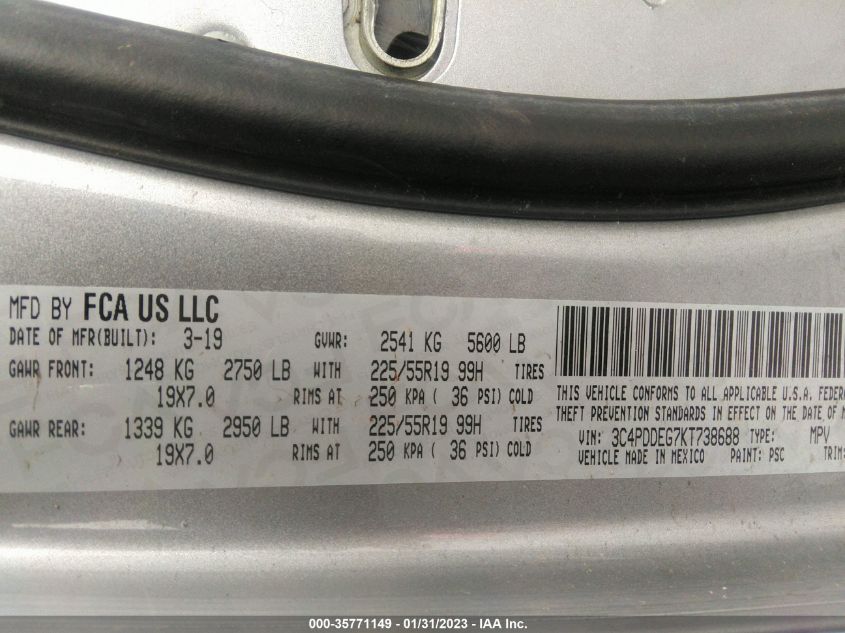 MFD BY FCA US LLC
DATE OF MFR(BUILT): 3-19 GVWR: 2541 KG 5600 LB
GAWR FRONT: 1248 KG 2750 LB WITH 225/55R19 99H TIRES
19X7.0 RIMS AT 250 KPA ( 36 PSI) COLD
GAWR REAR: 1339 KG 2950 LB WITH 225/55R19 99H TIRES
19X7.0 RIMS AT 250 KPA ( 36 PSI) COLD
THIS VEHICLE CONFORMS TO ALL APPLICABLE U.S.A. FEDER
THEFT PREVENTION STANDARDS IN EFFECT ON THE DATE OF M
VIN: 3C4PDDEG7KT738688 TYPE: MPV
VEHICLE MADE IN MEXICO PAINT: PSC TRIM:
000-35771149 — 01/31/2023 — © IAA Inc.